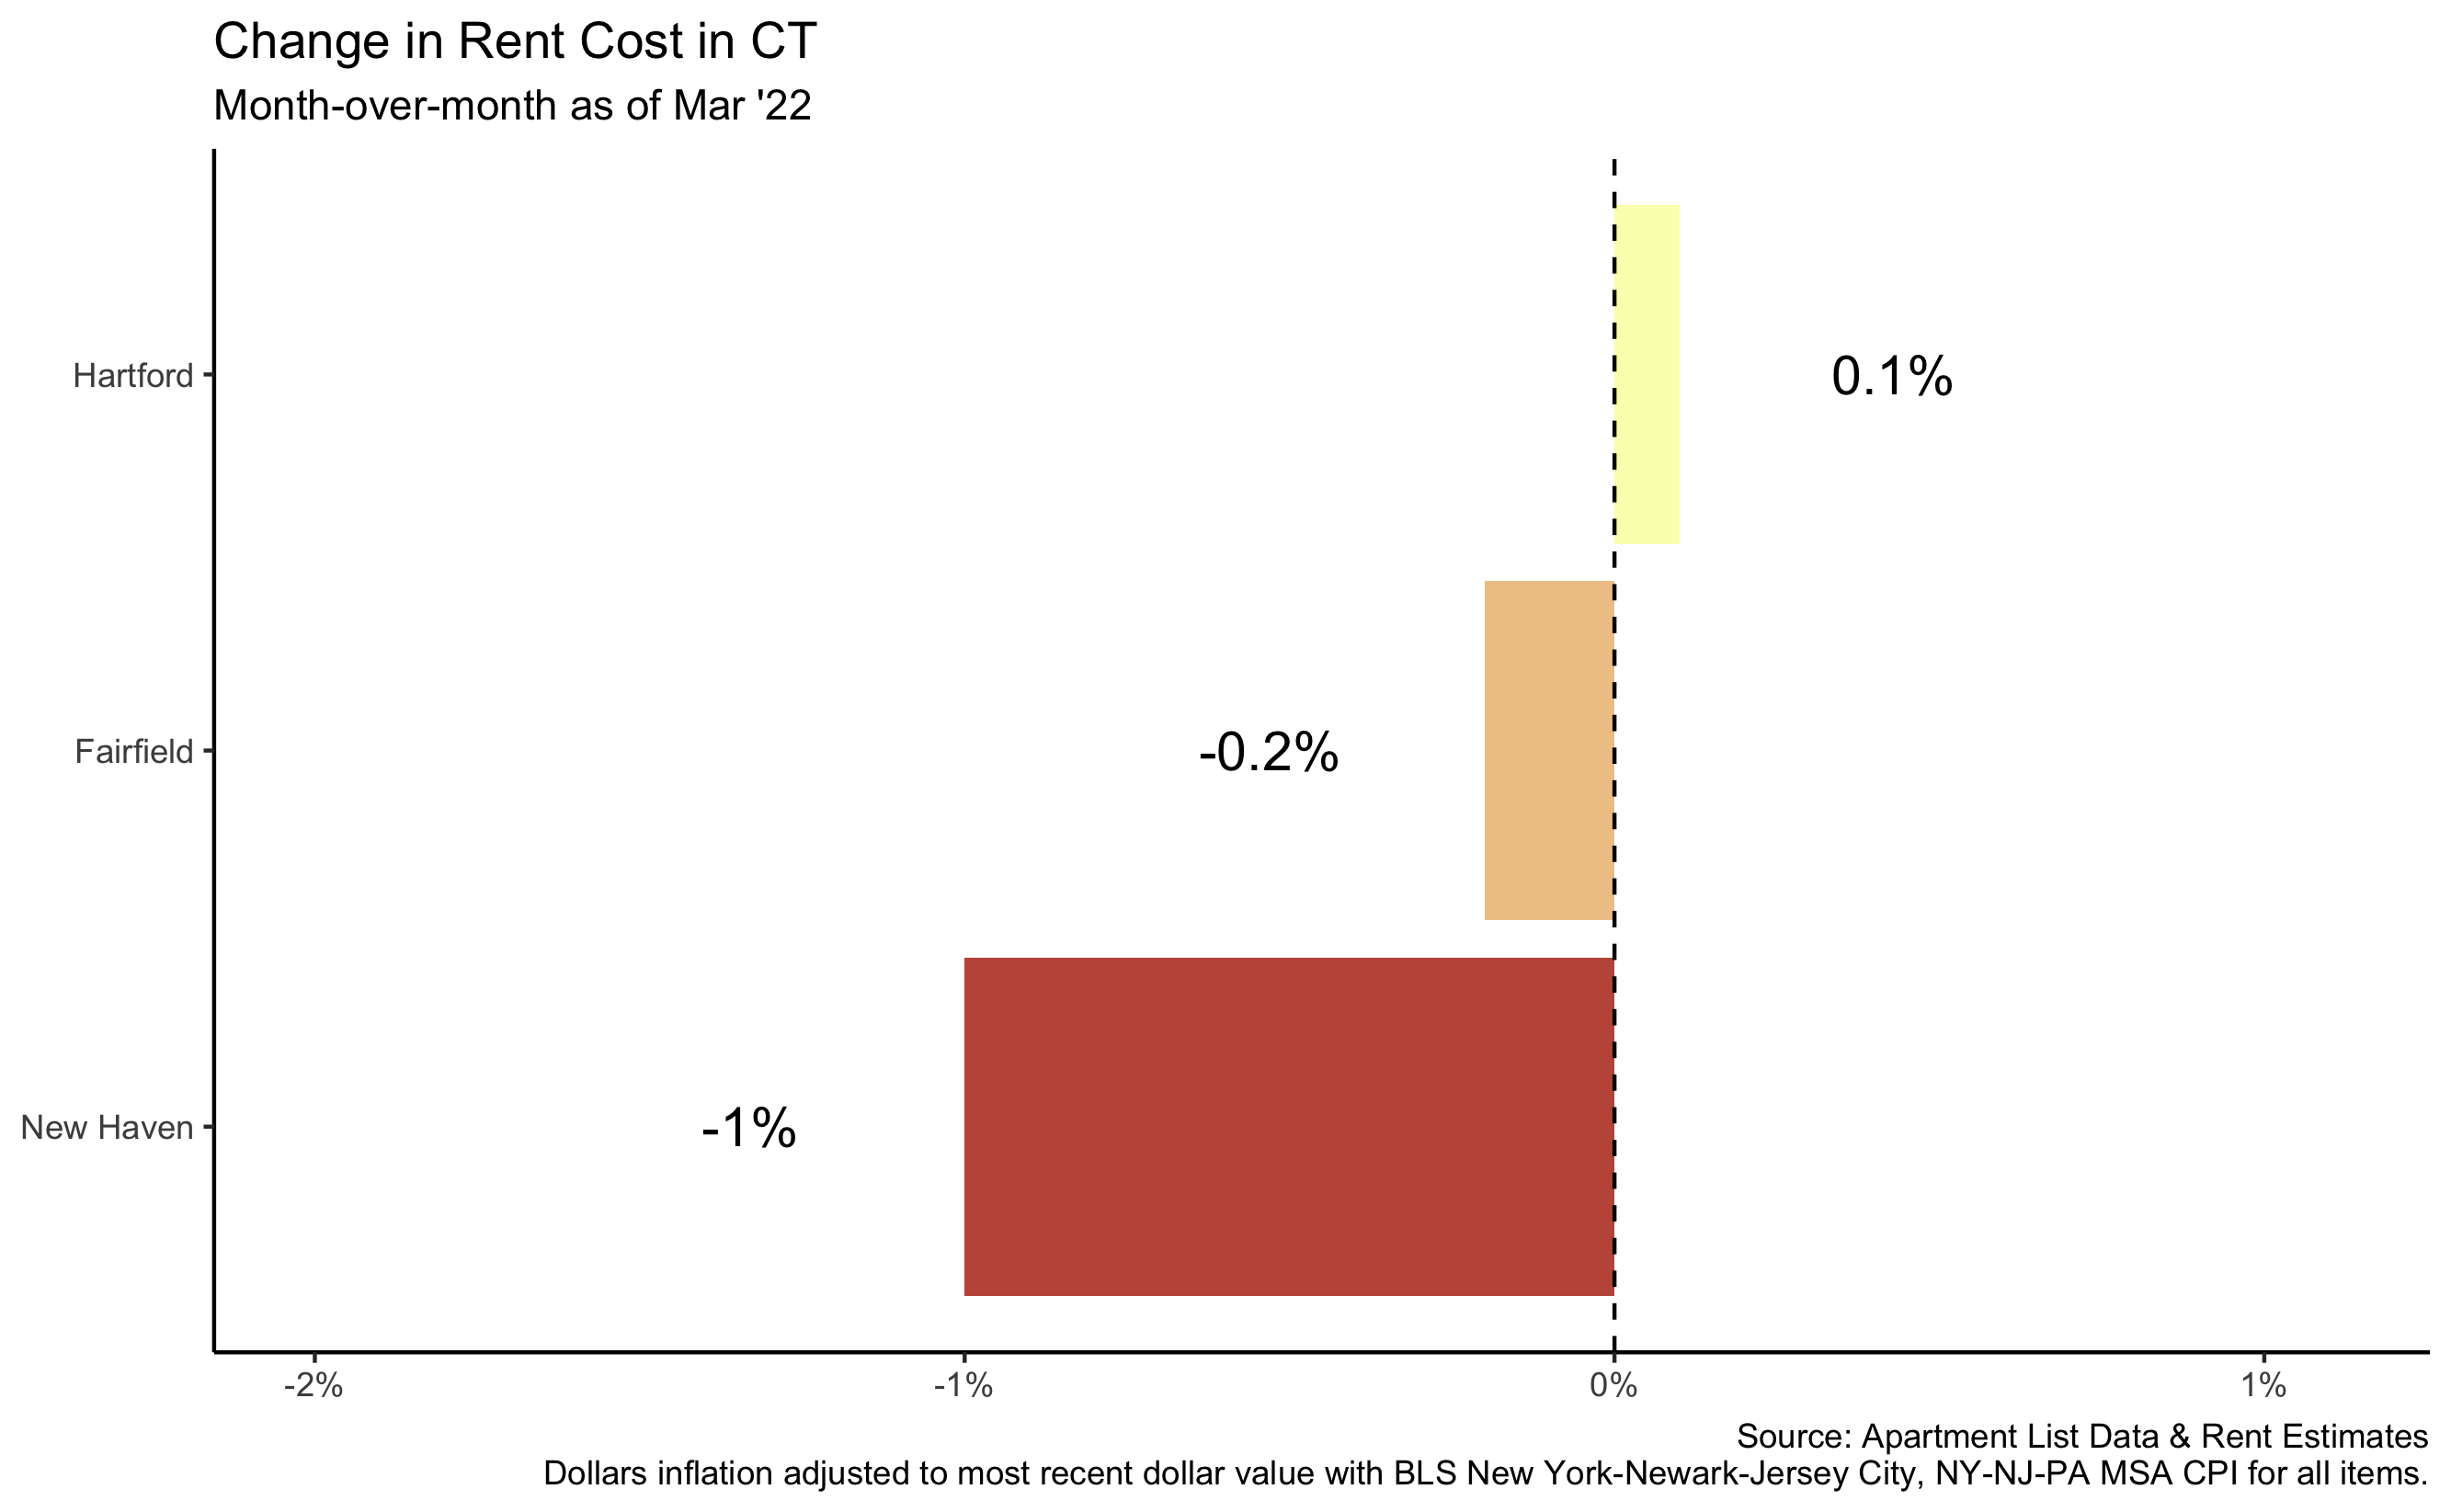 Change in Rent Cost in CT
Month-over-month as of Mar '22
Hartford
0.1%
Fairfield
-0.2%
New Haven
-1%
-2%
-1%
0%
1%
Source: Apartment List Data & Rent Estimates
Dollars inflation adjusted to most recent dollar value with BLS New York-Newark-Jersey City, NY-NJ-PA MSA CPI for all items.